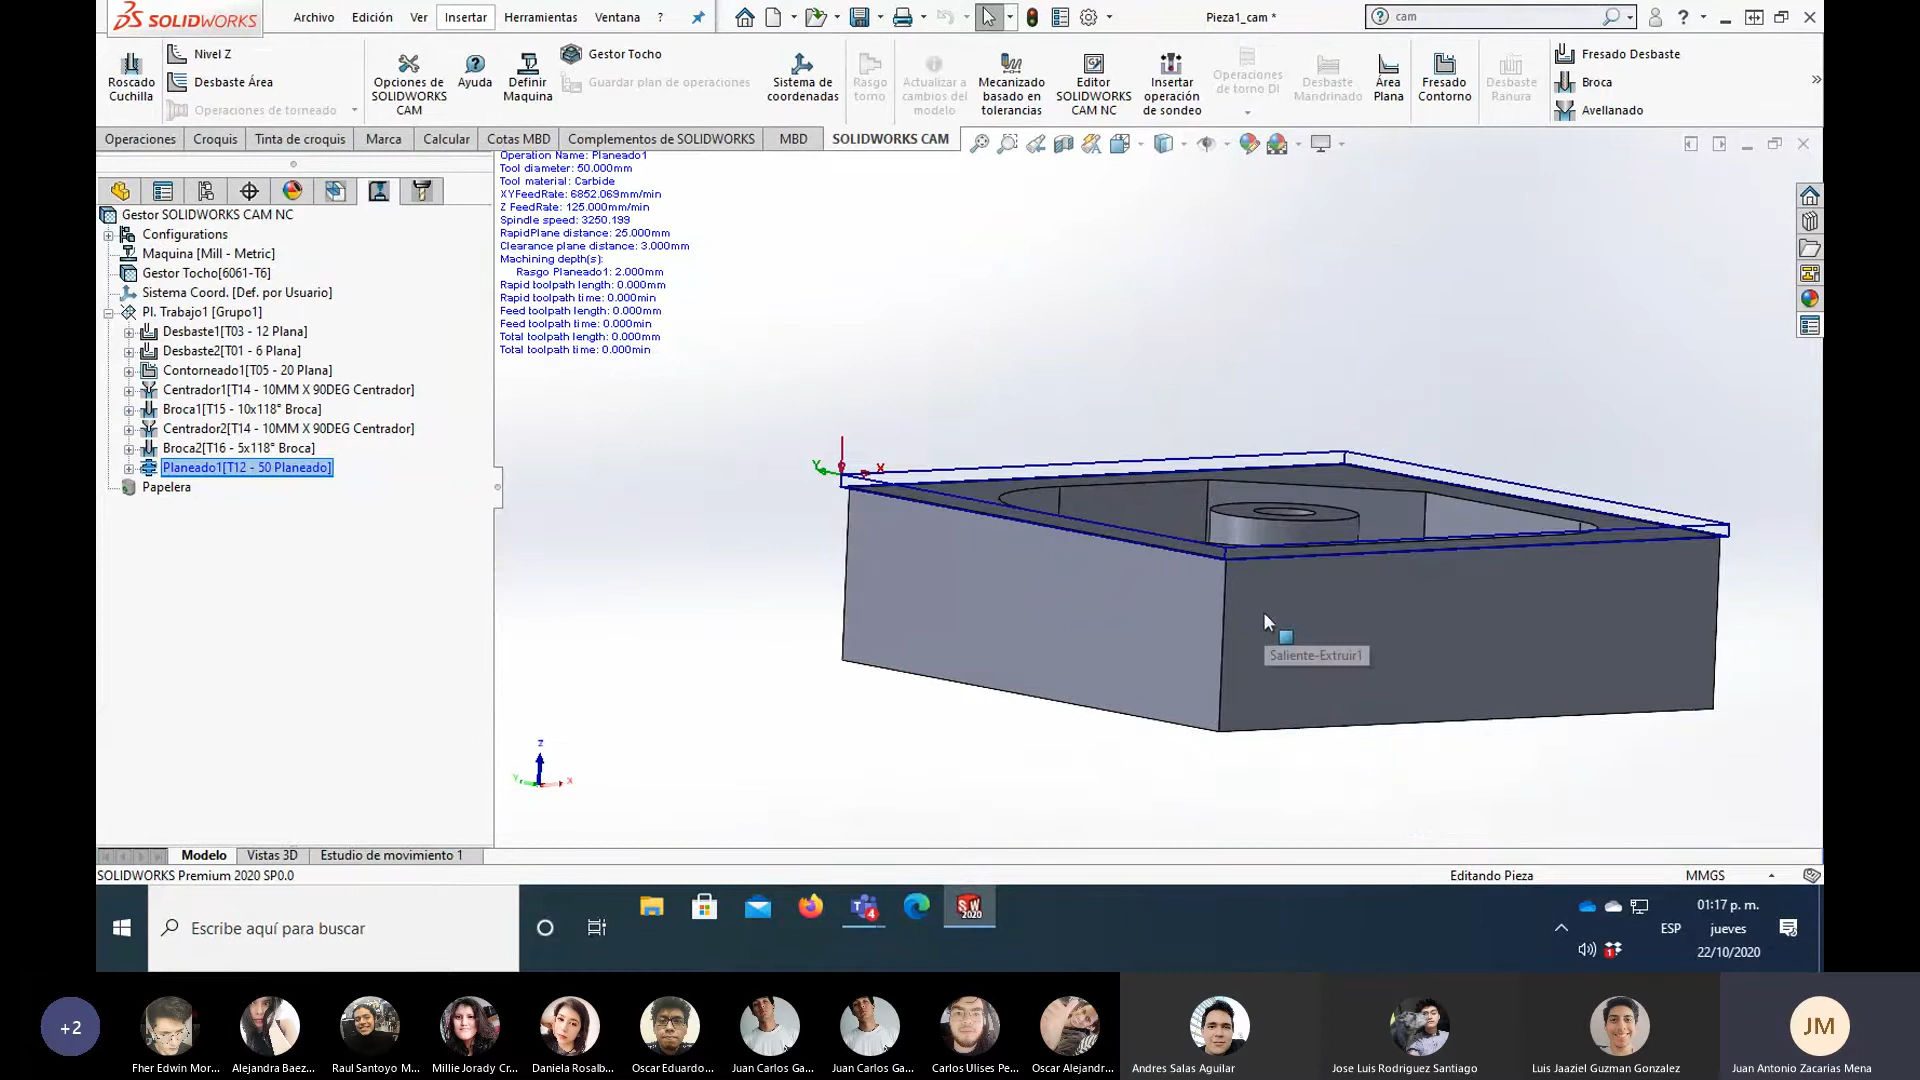 SOLIDWORKS
Archivo Edición Ver Insertar Herramientas Ventana ?
Pieza1_cam *
cam
Roscado Cuchilla
Nivel Z
Desbaste Área
Operaciones de torneado
Opciones de SOLIDWORKS CAM
Ayuda
Definir Maquina
Gestor Tocho
Guardar plan de operaciones
Sistema de coordenadas
Rasgo torno
Actualizar a cambios del modelo
Mecanizado basado en tolerancias
Editor SOLIDWORKS CAM NC
Insertar operación de sondeo
Operaciones de torno DI
Desbaste Mandrinado
Área Plana
Fresado Contorno
Desbaste Ranura
Fresado Desbaste
Broca
Avellanado
Operaciones Croquis Tinta de croquis Marca Calcular Cotas MBD Complementos de SOLIDWORKS MBD SOLIDWORKS CAM
Gestor SOLIDWORKS CAM NC
Configurations
Maquina [Mill - Metric]
Gestor Tocho[6061-T6]
Sistema Coord. [Def. por Usuario]
Pl. Trabajo1 [Grupo1]
Desbaste1[T03 - 12 Plana]
Desbaste2[T01 - 6 Plana]
Contorneado1[T05 - 20 Plana]
Centrador1[T14 - 10MM X 90DEG Centrador]
Broca1[T15 - 10x118° Broca]
Centrador2[T14 - 10MM X 90DEG Centrador]
Broca2[T16 - 5x118° Broca]
Planeado1[T12 - 50 Planeado]
Papelera
Operation Name: Planeado1
Tool diameter: 50.000mm
Tool material: Carbide
XYFeedRate: 6852.069mm/min
Z FeedRate: 125.000mm/min
Spindle speed: 3250.199
RapidPlane distance: 25.000mm
Clearance plane distance: 3.000mm
Machining depth(s):
Rasgo Planeado1: 2.000mm
Rapid toolpath length: 0.000mm
Rapid toolpath time: 0.000min
Feed toolpath length: 0.000mm
Feed toolpath time: 0.000min
Total toolpath length: 0.000mm
Total toolpath time: 0.000min
Y X
Saliente-Extruir1
Z
Y X
Modelo Vistas 3D Estudio de movimiento 1
SOLIDWORKS Premium 2020 SP0.0
Editando Pieza
MMGS
Escribe aquí para buscar
4
SW 2020
ESP
01:17 p. m.
jueves
22/10/2020
1
+2
JM
Fher Edwin Mor...
Alejandra Baez...
Raul Santoyo M...
Millie Jorady Cr...
Daniela Rosalb...
Oscar Eduardo...
Juan Carlos Ga...
Juan Carlos Ga...
Carlos Ulises Pe...
Oscar Alejandr...
Andres Salas Aguilar
Jose Luis Rodriguez Santiago
Luis Jaaziel Guzman Gonzalez
Juan Antonio Zacarias Mena